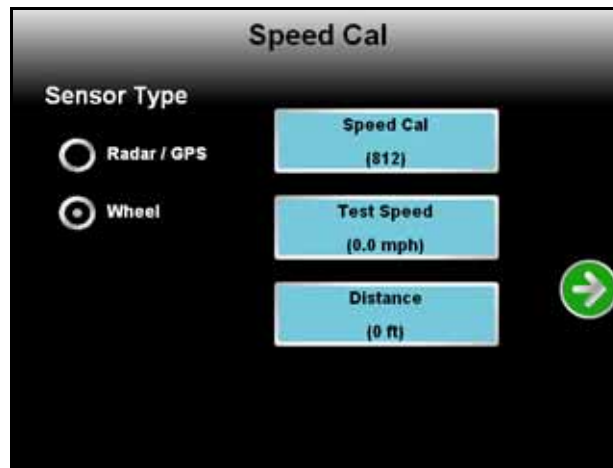 Speed Cal
Sensor Type
Radar / GPS
Wheel
Speed Cal
(812)
Test Speed
(0.0 mph)
Distance
(0 ft)